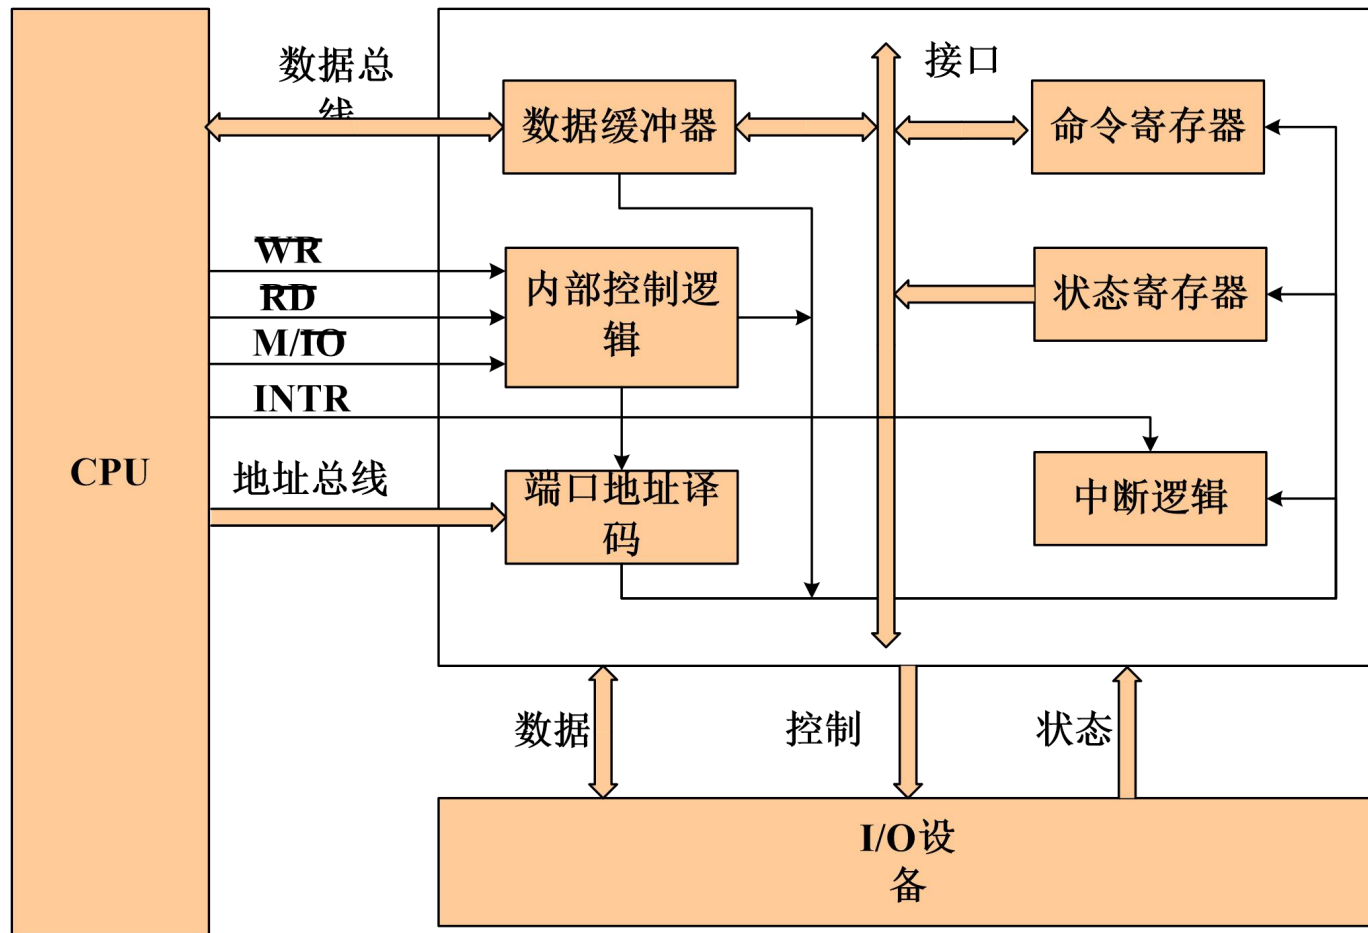 数据总
线
接口
数据缓冲器
命令寄存器
WR
RD
M/IO
INTR
内部控制逻
辑
状态寄存器
CPU
地址总线
端口地址译
码
中断逻辑
数据
控制
状态
I/O设
备